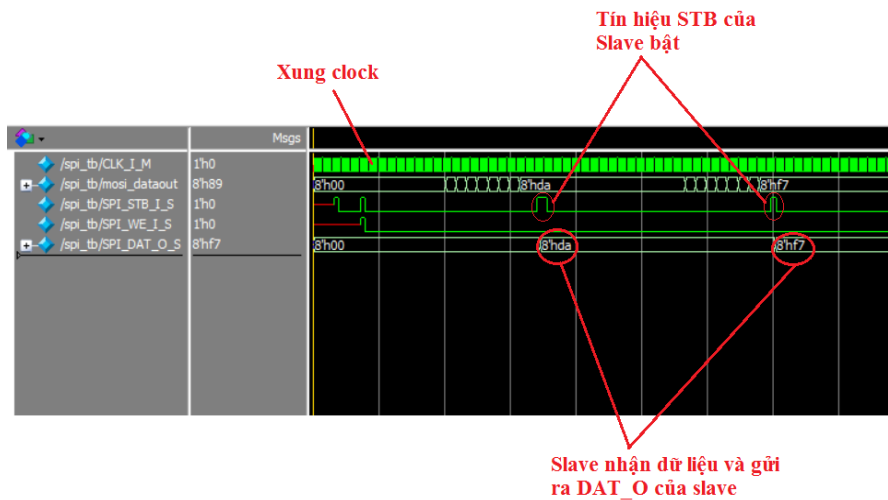 Tín hiệu STB của
Slave bật
Xung clock
Msgs
/spi_tb/CLK_I_M 1'h0
/spi_tb/mosi_dataout 8'h89 8'h00 8'hda 8'hf7
/spi_tb/SPI_STB_I_S 1'h0
/spi_tb/SPI_WE_I_S 1'h0
/spi_tb/SPI_DAT_O_S 8'hf7 8'h00 8'hda 8'hf7
Slave nhận dữ liệu và gửi
ra DAT_O của slave